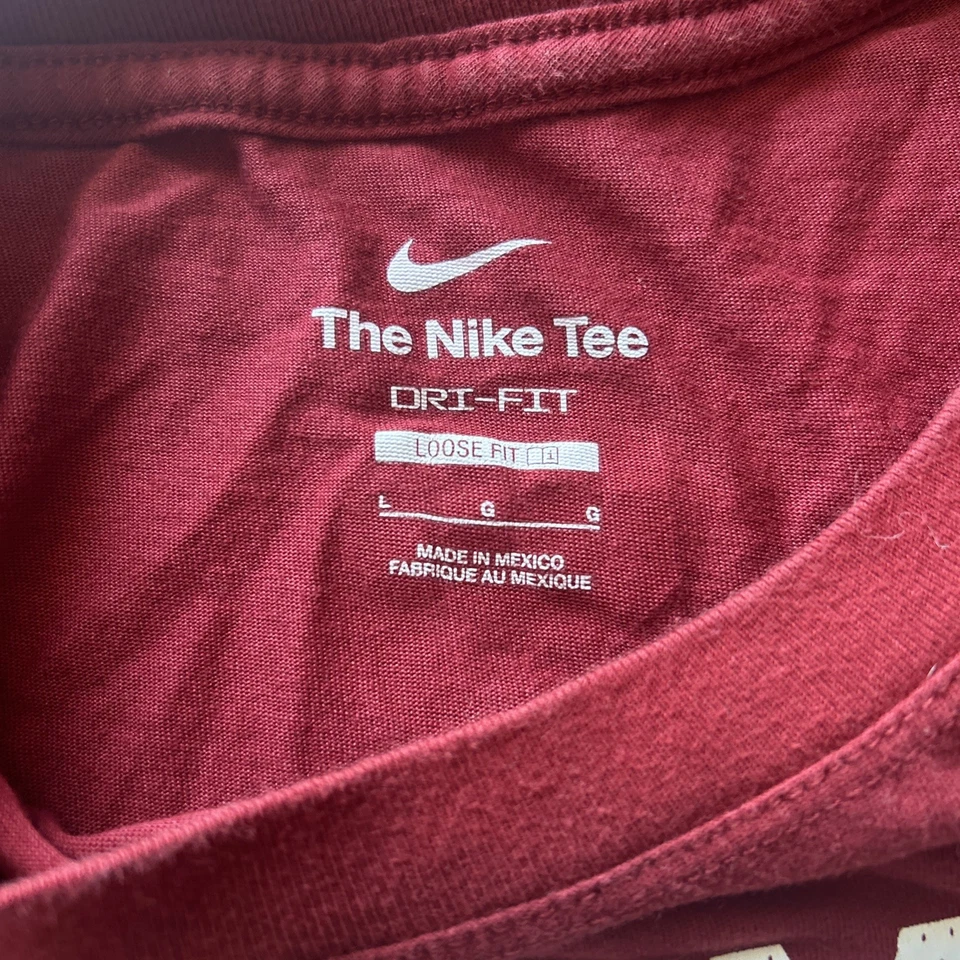 The Nike Tee
DRI-FIT
LOOSE FIT
L G G
MADE IN MEXICO
FABRIQUE AU MEXIQUE